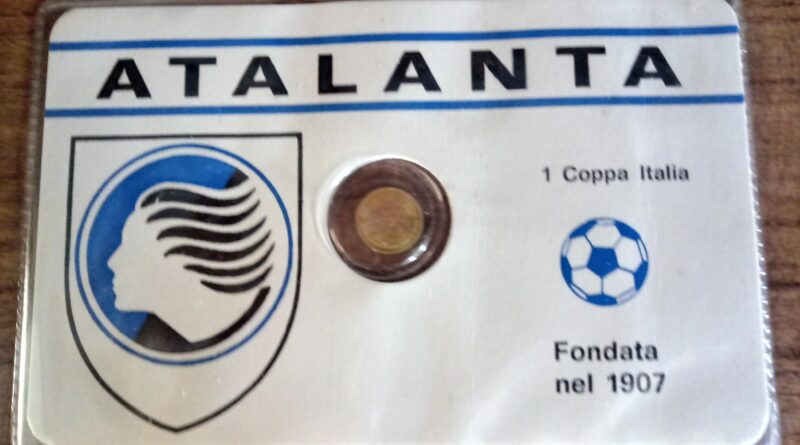 ATALANTA
1 Coppa Italia
Fondata
nel 1907